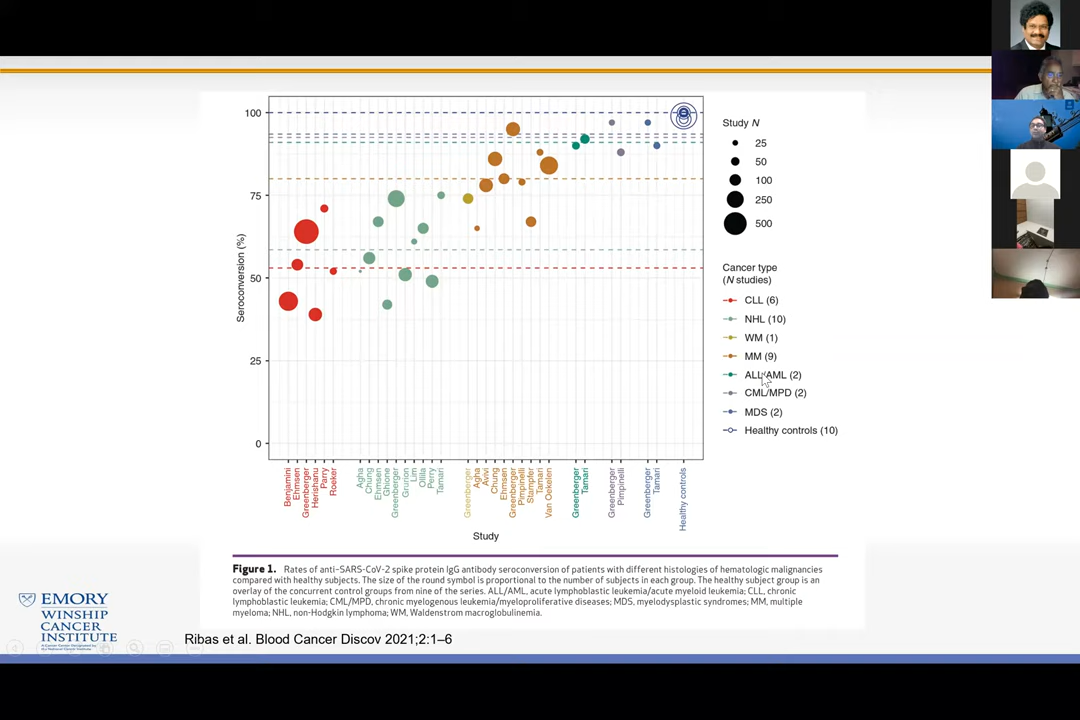 100
75
50
25
0
Seroconversion (%)
Benjamini
Ehmsen
Greenberger
Herishanu
Parry
Roeker
Agha
Chung
Ehmsen
Ghione
Greenberger
Gurion
Lim
Ollila
Perry
Tamari
Greenberger
Agha
Avivi
Chung
Ehmsen
Greenberger
Pimpinelli
Stampfer
Tamari
Van Oekelen
Greenberger
Tamari
Greenberger
Pimpinelli
Greenberger
Tamari
Healthy controls
Study
Study N
25
50
100
250
500
Cancer type
(N studies)
CLL (6)
NHL (10)
WM (1)
MM (9)
ALL/AML (2)
CML/MPD (2)
MDS (2)
Healthy controls (10)
Figure 1. Rates of anti–SARS-CoV-2 spike protein IgG antibody seroconversion of patients with different histologies of hematologic malignancies
compared with healthy subjects. The size of the round symbol is proportional to the number of subjects in each group. The healthy subject group is an
overlay of the concurrent control groups from nine of the series. ALL/AML, acute lymphoblastic leukemia/acute myeloid leukemia; CLL, chronic
lymphoblastic leukemia; CML/MPD, chronic myelogenous leukemia/myeloproliferative diseases; MDS, myelodysplastic syndromes; MM, multiple
myeloma; NHL, non-Hodgkin lymphoma; WM, Waldenstrom macroglobulinemia.
EMORY
WINSHIP
CANCER
INSTITUTE
Ribas et al. Blood Cancer Discov 2021;2:1–6